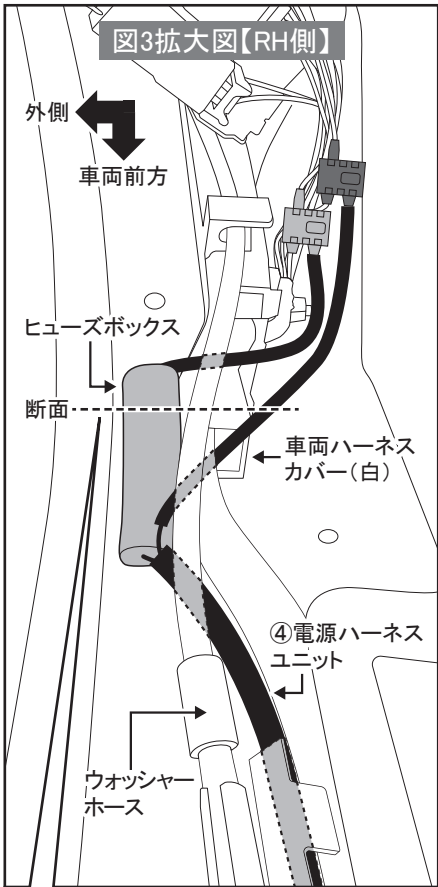 図3拡大図【RH側】
外側
車両前方
ヒューズボックス
断面
車両ハーネス
カバー（白）
④電源ハーネス
ユニット
ウォッシャー
ホース